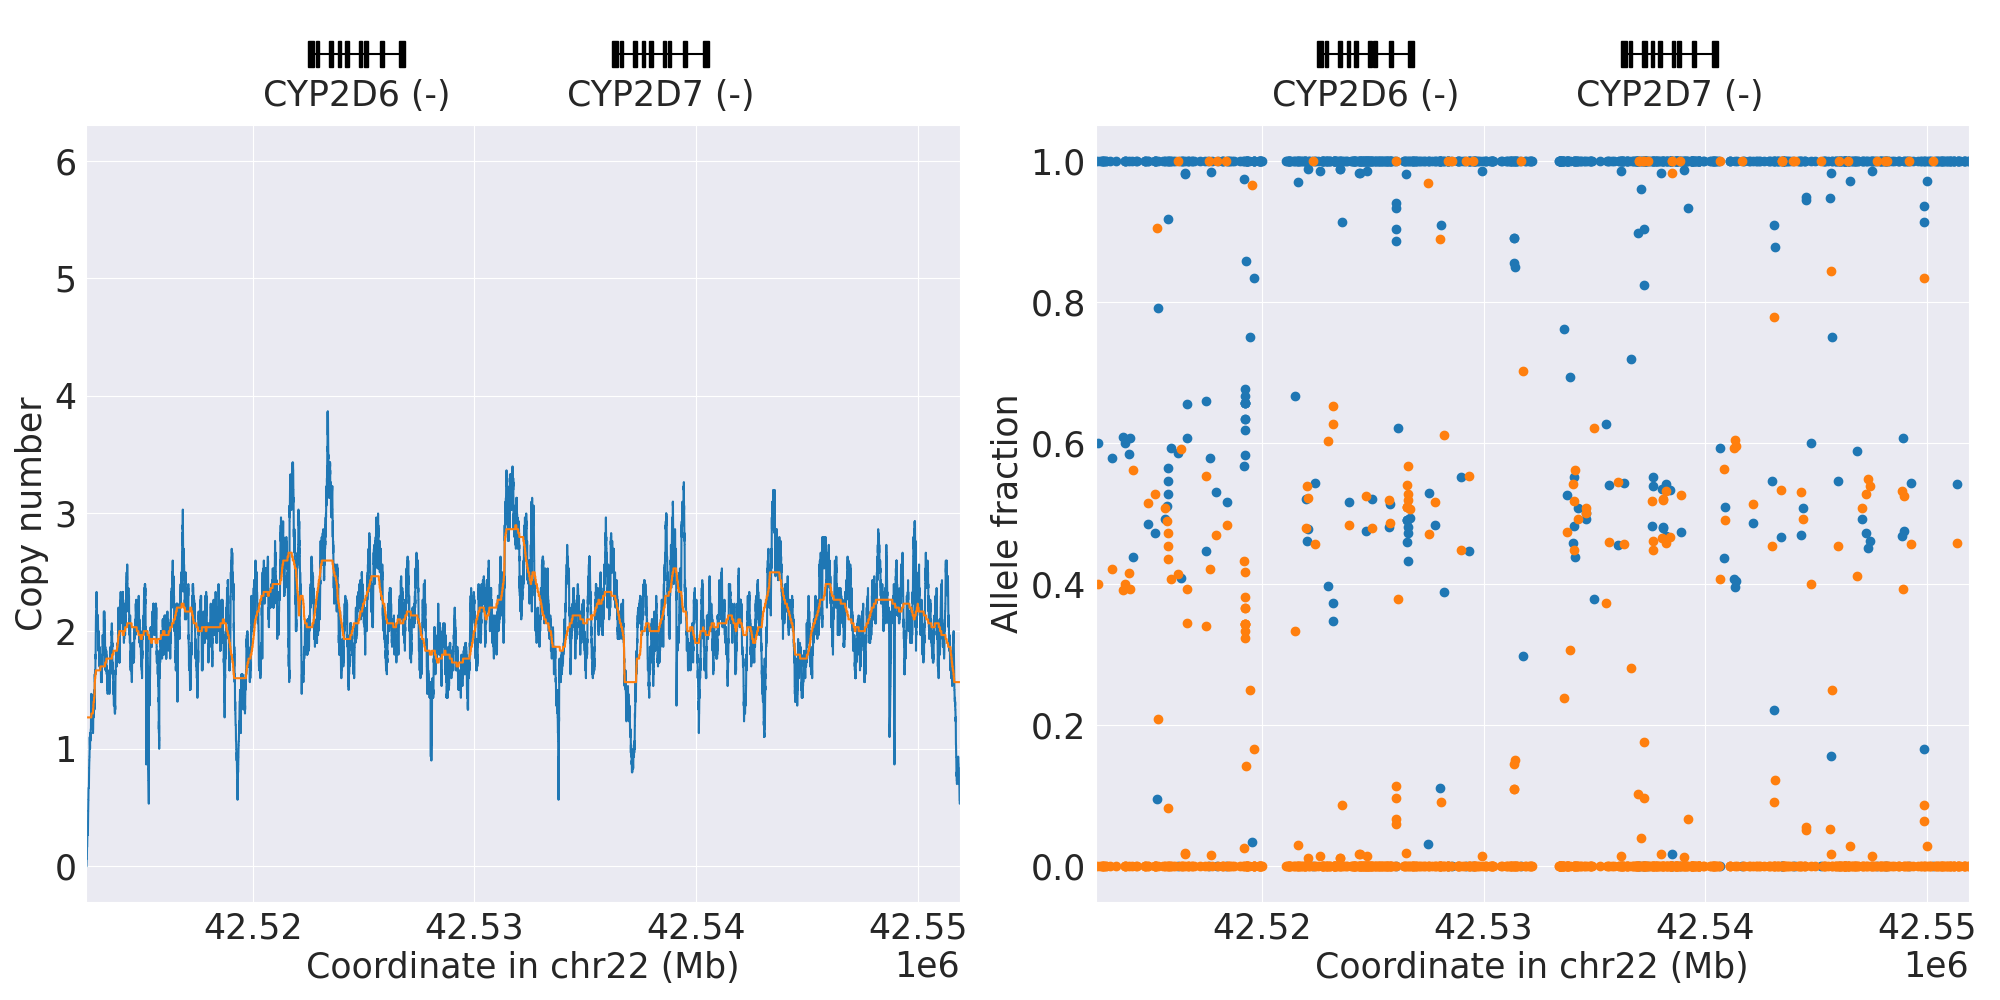 CYP2D6 (-) CYP2D7 (-)
6
5
4
3
2
1
0
Copy number
42.52 42.53 42.54 42.55
Coordinate in chr22 (Mb)
1e6
CYP2D6 (-) CYP2D7 (-)
1.0
0.8
0.6
0.4
0.2
0.0
Allele fraction
42.52 42.53 42.54 42.55
Coordinate in chr22 (Mb)
1e6